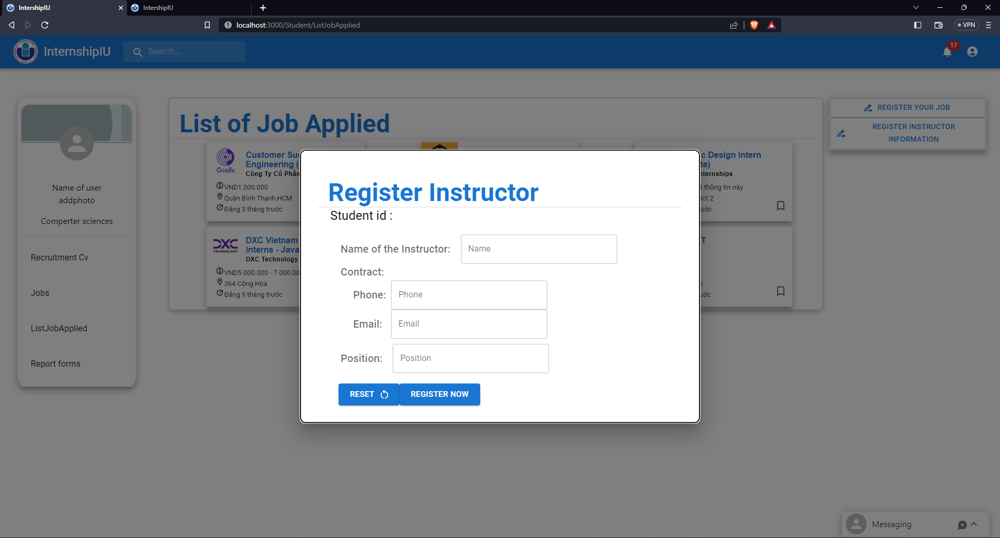 IntershipIU
IntershipIU
localhost:3000/Student/ListJobApplied
VPN
InternshipIU
Search...
17
Name of user
addphoto
Comperter sciences
Recruitment Cv
Jobs
ListJobApplied
Report forms
List of Job Applied
Gcalls
Customer Su
Engineering (
Công Ty Cổ Phần
VND1.000.000
Quận Bình Thạnh,HCM
Đăng 3 tháng trước
c Design Intern
te)
nternships
t thông tin này
ict 2
ước
DXC
TECHNOLOGY
DXC Vietnam
Interns - Java
DXC Technology
VND5.000.000 - 7.000.00
364 Cộng Hòa
Đăng 9 tháng trước
T
i
ước
REGISTER YOUR JOB
REGISTER INSTRUCTOR
INFORMATION
Register Instructor
Student id :
Name of the Instructor:
Name
Contract:
Phone:
Phone
Email:
Email
Position:
Position
RESET
REGISTER NOW
Messaging